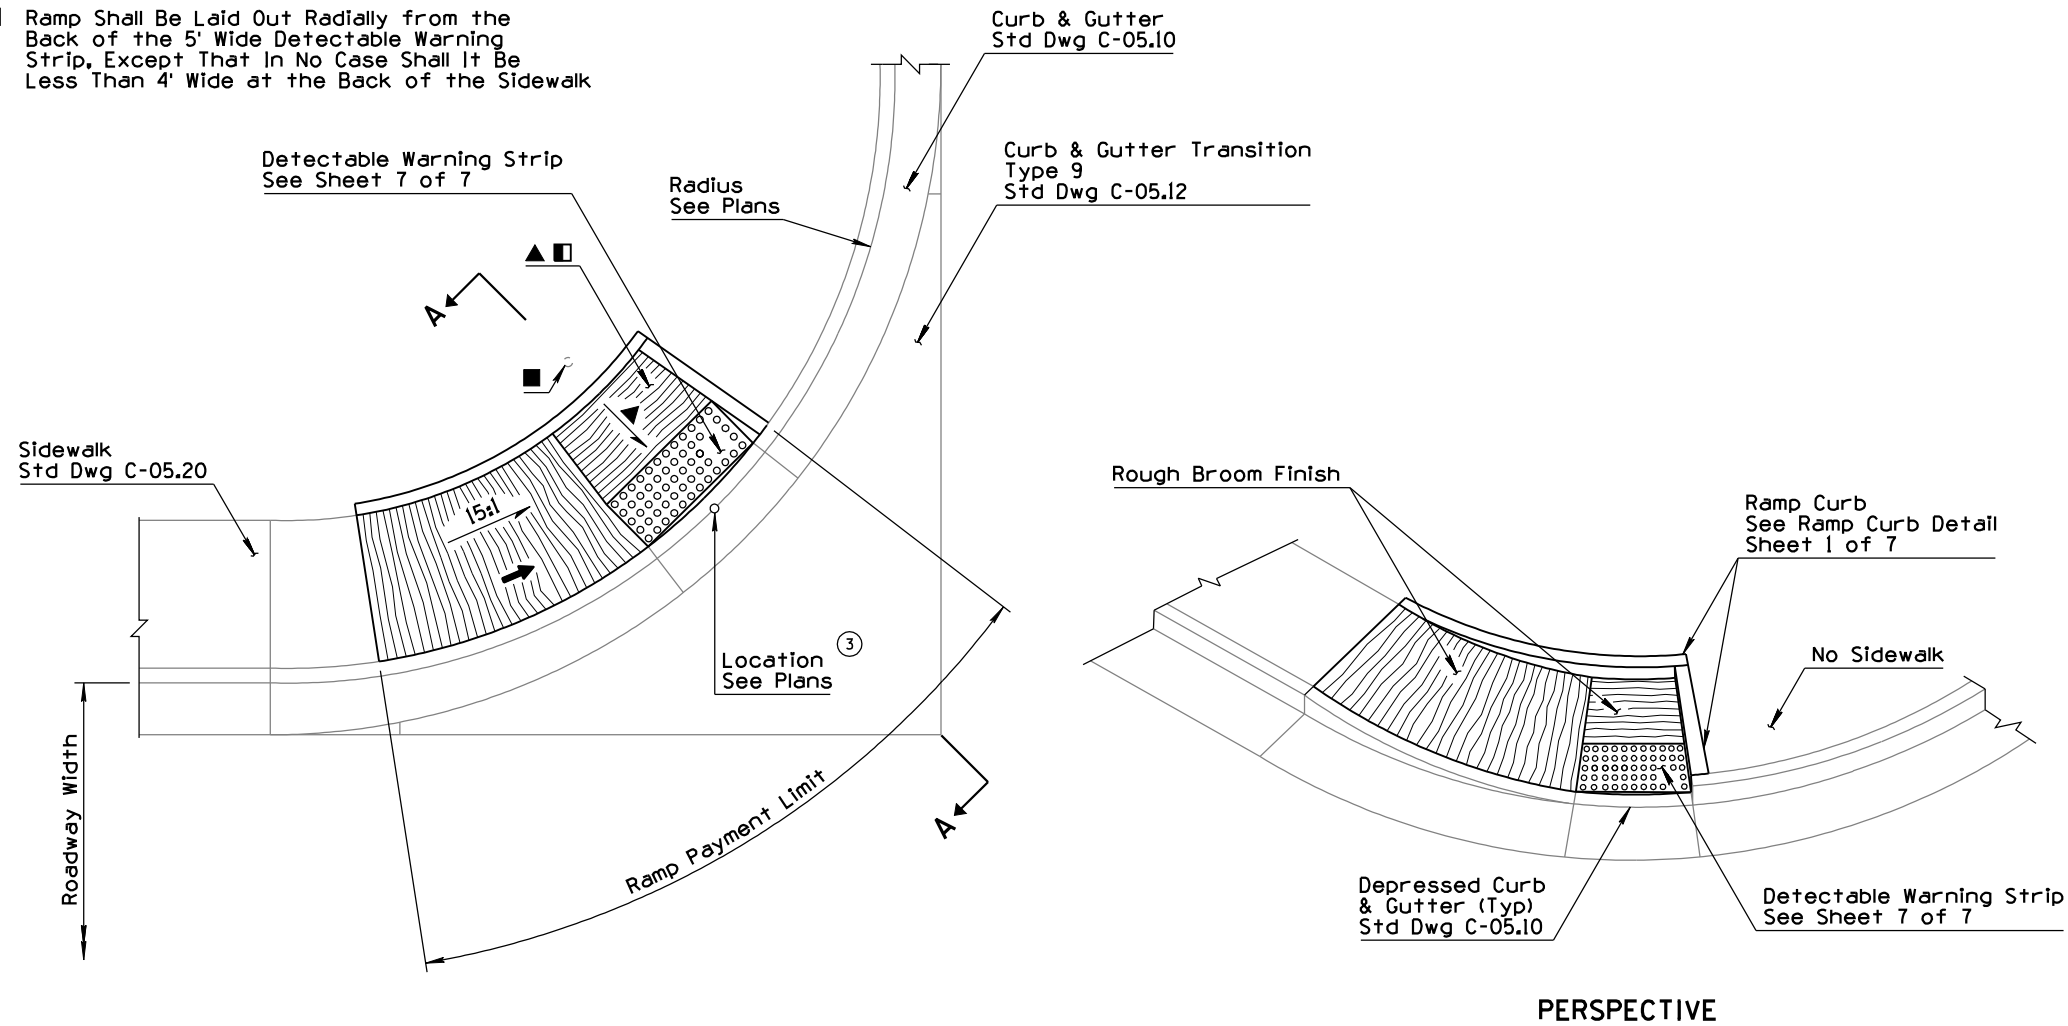 Ramp Shall Be Laid Out Radially from the
Back of the 5' Wide Detectable Warning
Strip, Except That In No Case Shall It Be
Less Than 4' Wide at the Back of the Sidewalk
Curb & Gutter
Std Dwg C-05.10
Detectable Warning Strip
See Sheet 7 of 7
Radius
See Plans
Curb & Gutter Transition
Type 9
Std Dwg C-05.12
A
Sidewalk
Std Dwg C-05.20
15:1
Location
See Plans
3
Roadway Width
Ramp Payment Limit
A
Rough Broom Finish
Ramp Curb
See Ramp Curb Detail
Sheet 1 of 7
No Sidewalk
Depressed Curb
& Gutter (Typ)
Std Dwg C-05.10
Detectable Warning Strip
See Sheet 7 of 7
PERSPECTIVE